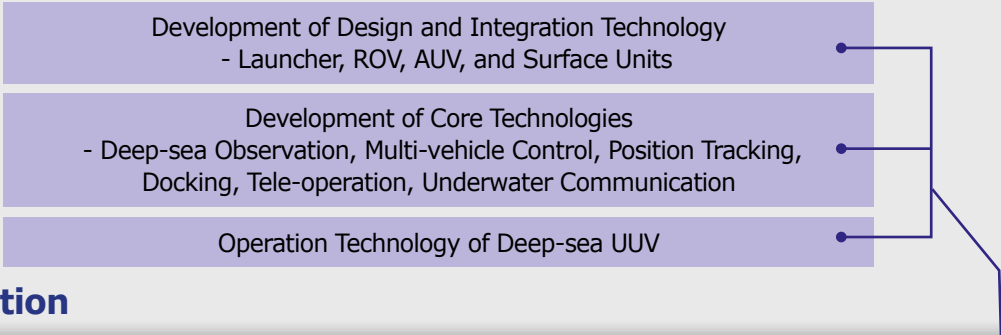 Development of Design and Integration Technology
- Launcher, ROV, AUV, and Surface Units
Development of Core Technologies
- Deep-sea Observation, Multi-vehicle Control, Position Tracking,
Docking, Tele-operation, Underwater Communication
Operation Technology of Deep-sea UUV
tion